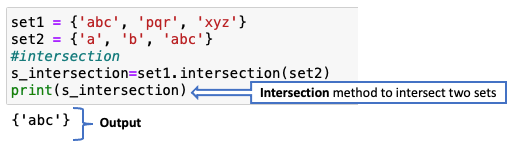 set1 = {'abc', 'pqr', 'xyz'}
set2 = {'a', 'b', 'abc'}
#intersection
s_intersection=set1.intersection(set2)
print(s_intersection)
Intersection method to intersect two sets
{'abc'}
Output